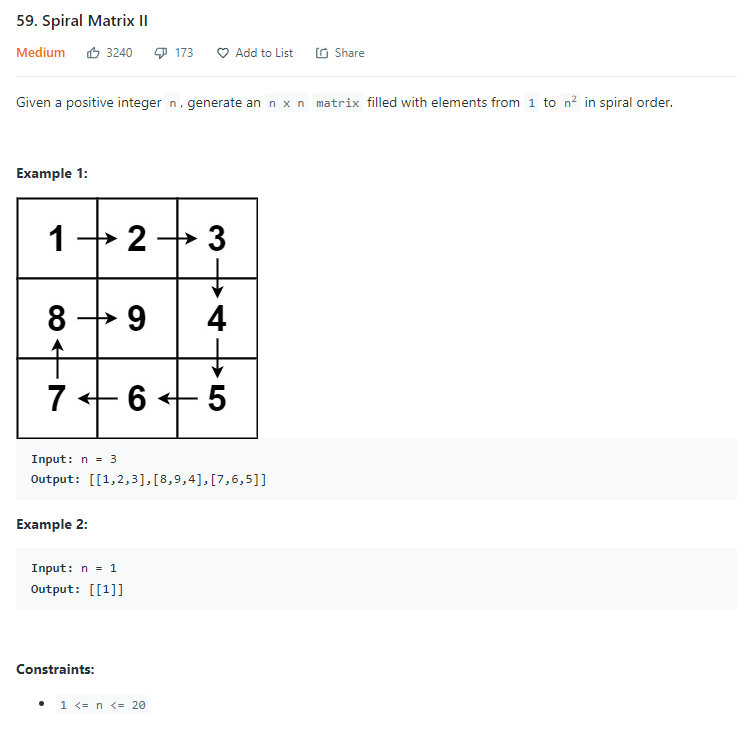 59. Spiral Matrix II
Medium 3240 173 Add to List Share
Given a positive integer n, generate an n x n matrix filled with elements from 1 to n² in spiral order.
Example 1:
1 2 3
8 9 4
7 6 5
Input: n = 3
Output: [[1,2,3],[8,9,4],[7,6,5]]
Example 2:
Input: n = 1
Output: [[1]]
Constraints:
• 1 <= n <= 20